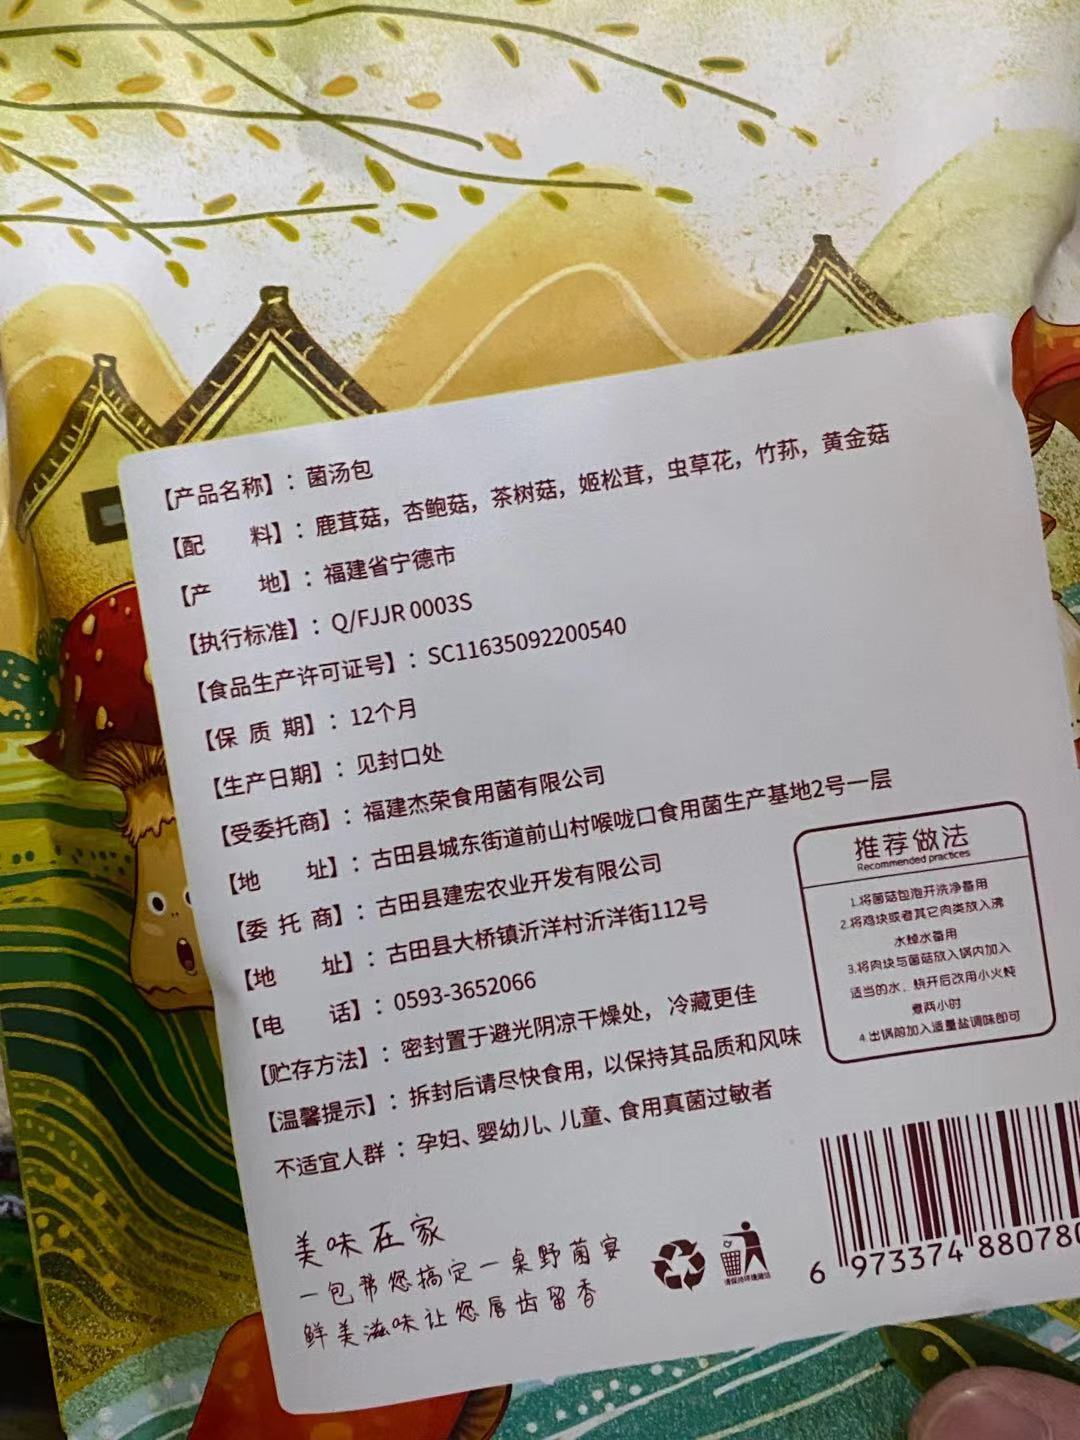 【产品名称】：菌汤包
【配　　料】：鹿茸菇，杏鲍菇，茶树菇，姬松茸，虫草花，竹荪，黄金菇
【产　　地】：福建省宁德市
【执行标准】：Q/FJJR 0003S
【食品生产许可证号】：SC11635092200540
【保 质 期】：12个月
【生产日期】：见封口处
【受委托商】：福建杰荣食用菌有限公司
【地　　址】：古田县城东街道前山村喉咙口食用菌生产基地2号一层
【委 托 商】：古田县建宏农业开发有限公司
【地　　址】：古田县大桥镇沂洋村沂洋街112号
【电　　话】：0593-3652066
【贮存方法】：密封置于避光阴凉干燥处，冷藏更佳
【温馨提示】：拆封后请尽快食用，以保持其品质和风味
不适宜人群：孕妇、婴幼儿、儿童、食用真菌过敏者
推荐做法
Recommended practices
1.将菌菇包泡开洗净备用
2.将鸡块或者其它肉类放入沸
水焯水备用
3.将肉块与菌菇放入锅内加入
适当的水，烧开后改用小火炖
煮两小时
4.出锅前加入适量盐调味即可
美味在家
一包帮您搞定一桌野菌宴
鲜美滋味让您唇齿留香
请保持环境清洁
6 973374 880780